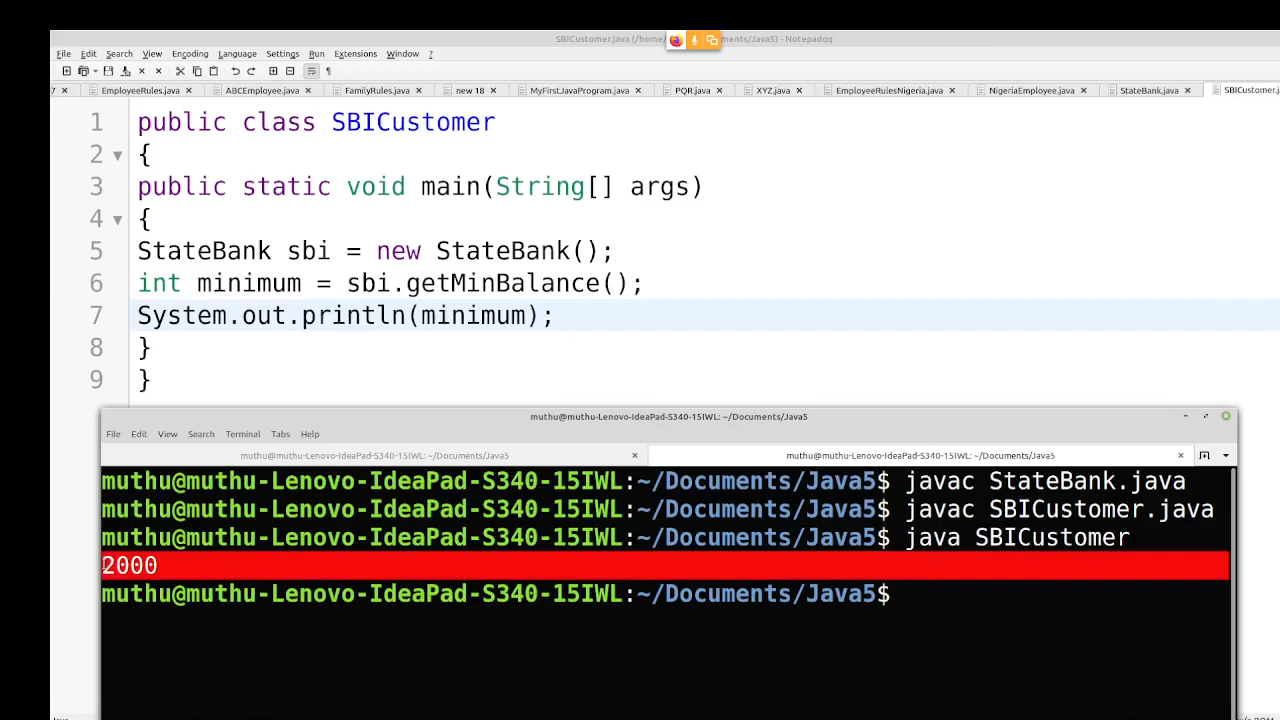 SBICustomer.java (/home/ ments/Java5) - Notepadqq
File Edit Search View Encoding Language Settings Run Extensions Window ?
7 EmployeeRules.java ABCEmployee.java FamilyRules.java new 18 MyFirstJavaProgram.java PQR.java XYZ.java EmployeeRulesNigeria.java NigeriaEmployee.java StateBank.java SBICustomer.j
1 public class SBICustomer
2 {
3 public static void main(String[] args)
4 {
5 StateBank sbi = new StateBank();
6 int minimum = sbi.getMinBalance();
7 System.out.println(minimum);
8 }
9 }
muthu@muthu-Lenovo-IdeaPad-S340-15IWL: ~/Documents/Java5
File Edit View Search Terminal Tabs Help
muthu@muthu-Lenovo-IdeaPad-S340-15IWL: ~/Documents/Java5 muthu@muthu-Lenovo-IdeaPad-S340-15IWL: ~/Documents/Java5
muthu@muthu-Lenovo-IdeaPad-S340-15IWL:~/Documents/Java5$ javac StateBank.java
muthu@muthu-Lenovo-IdeaPad-S340-15IWL:~/Documents/Java5$ javac SBICustomer.java
muthu@muthu-Lenovo-IdeaPad-S340-15IWL:~/Documents/Java5$ java SBICustomer
2000
muthu@muthu-Lenovo-IdeaPad-S340-15IWL:~/Documents/Java5$